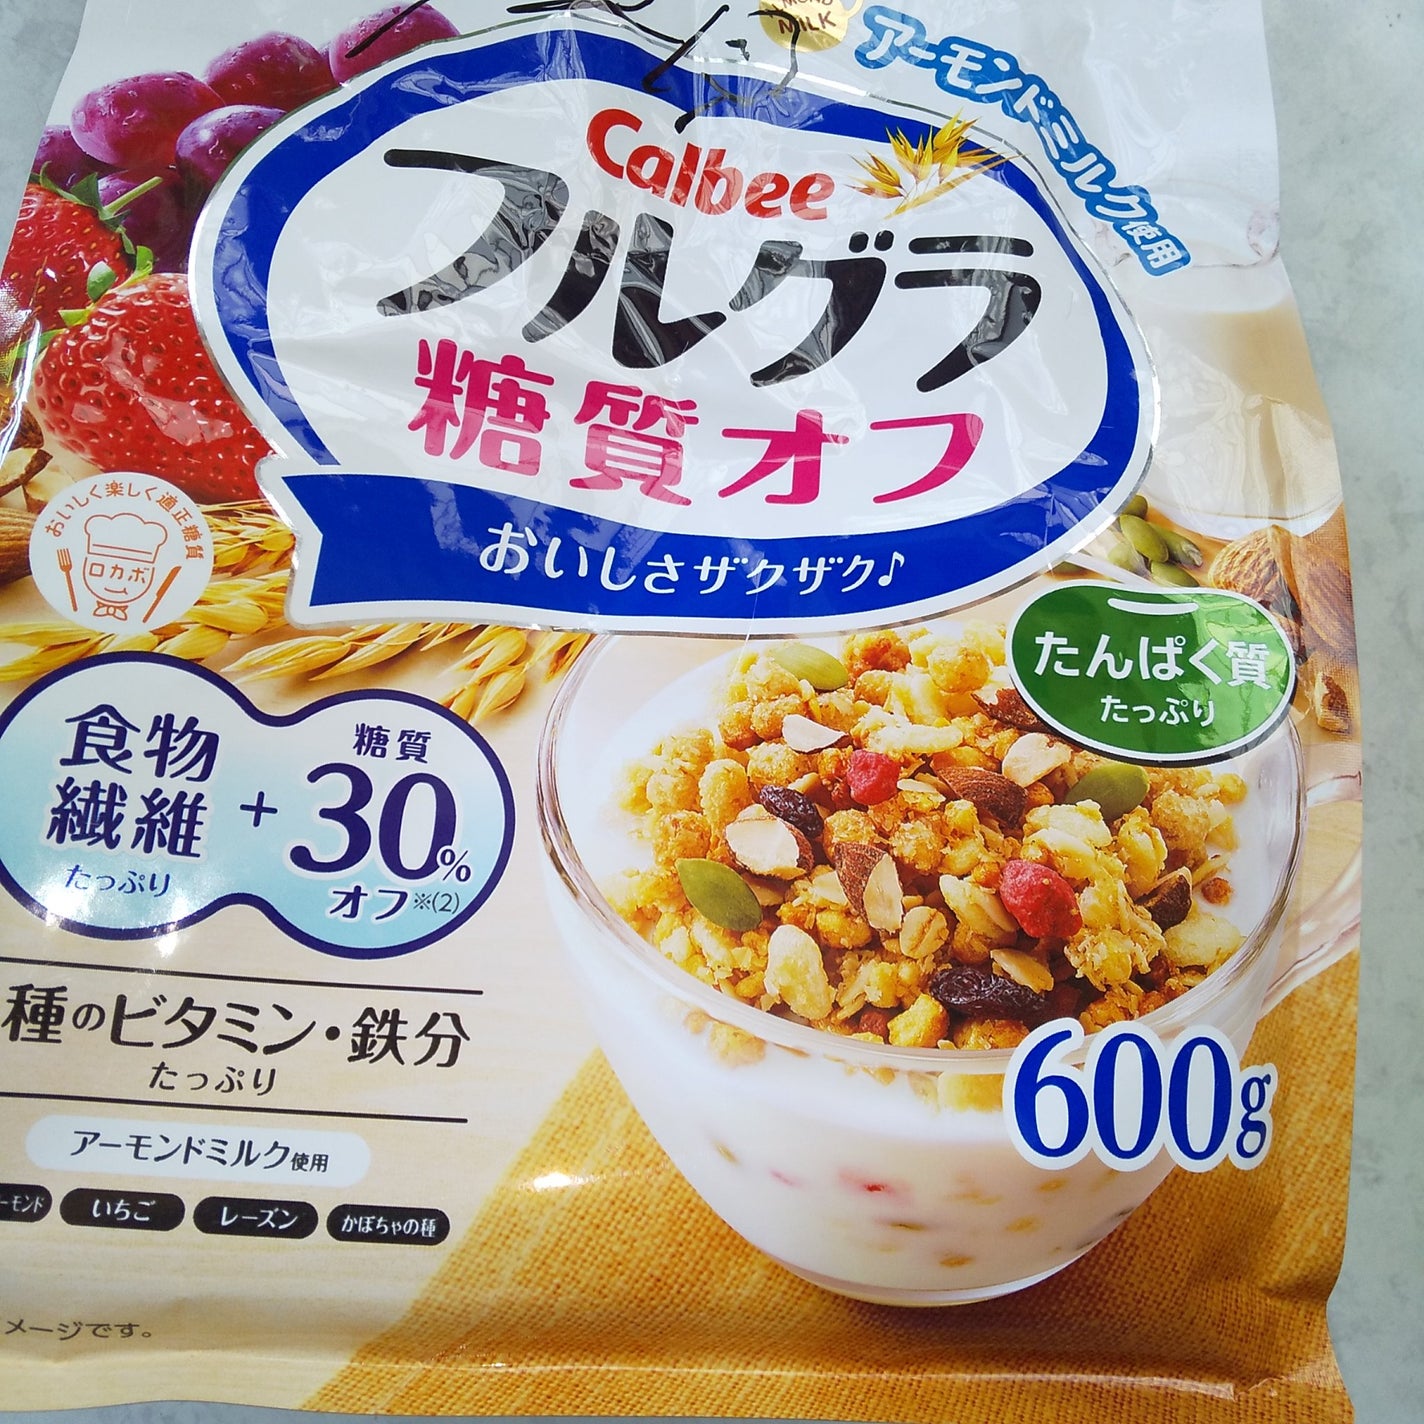 MILK
アーモンドミルク使用
Calbee
フルグラ
糖質オフ
おいしさザクザク♪
おいしく楽しく適正糖質
ロカボ
たんぱく質
たっぷり
食物
繊維
たっぷり
+
糖質
30%
オフ※(2)
種のビタミン・鉄分
たっぷり
アーモンドミルク使用
ーモンド いちご レーズン かぼちゃの種
600g
メージです。